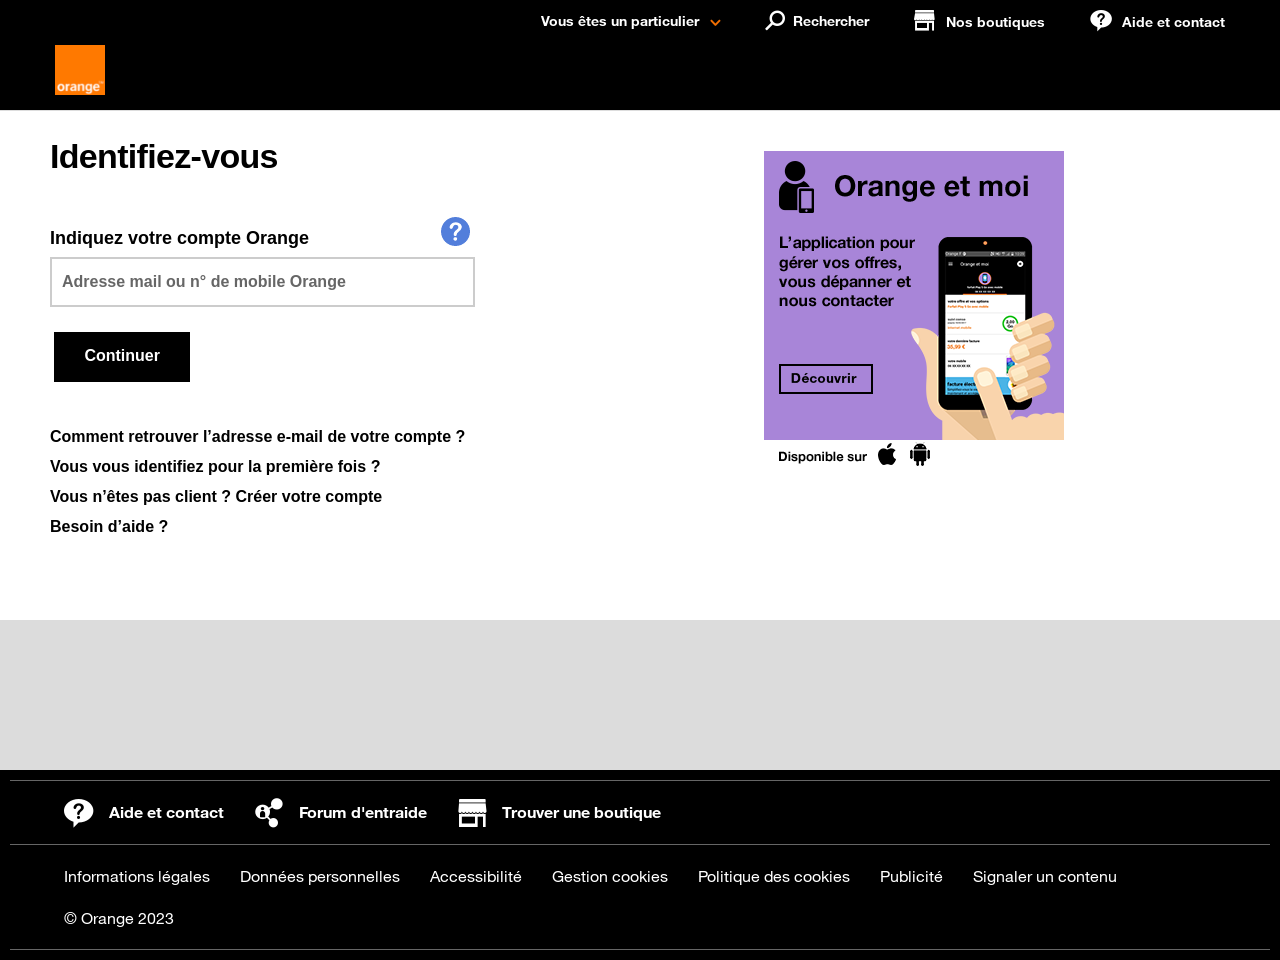 Vous êtes un particulier
Rechercher
Nos boutiques
Aide et contact
orange
Identifiez-vous
Indiquez votre compte Orange
?
Adresse mail ou n° de mobile Orange
Continuer
Comment retrouver l’adresse e-mail de votre compte ?
Vous vous identifiez pour la première fois ?
Vous n’êtes pas client ? Créer votre compte
Besoin d’aide ?
Orange et moi
L’application pour
gérer vos offres,
vous dépanner et
nous contacter
Orange et moi
Découvrir
Disponible sur
Aide et contact
Forum d'entraide
Trouver une boutique
Informations légales
Données personnelles
Accessibilité
Gestion cookies
Politique des cookies
Publicité
Signaler un contenu
© Orange 2023